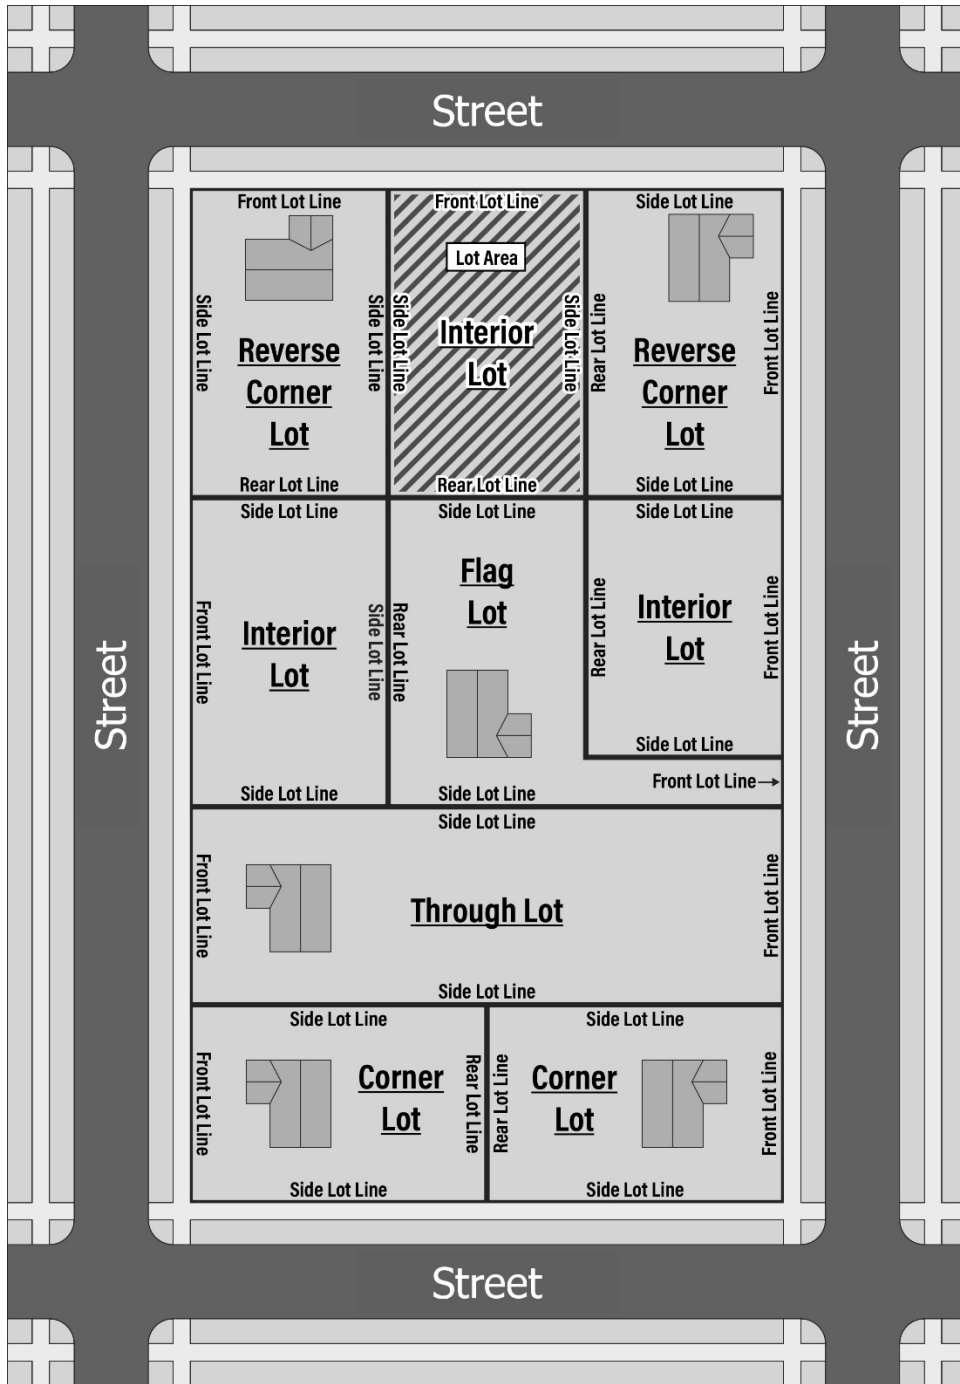 Street
Front Lot Line
Front Lot Line
Side Lot Line
Lot Area
Side Lot Line
Side Lot Line
Side Lot Line
Side Lot Line
Rear Lot Line
Front Lot Line
Reverse
Corner
Lot
Interior
Lot
Reverse
Corner
Lot
Rear Lot Line
Rear Lot Line
Side Lot Line
Side Lot Line
Side Lot Line
Side Lot Line
Street
Front Lot Line
Interior
Lot
Side Lot Line
Rear Lot Line
Flag
Lot
Rear Lot Line
Interior
Lot
Front Lot Line
Street
Side Lot Line
Front Lot Line
Side Lot Line
Side Lot Line
Side Lot Line
Front Lot Line
Through Lot
Front Lot Line
Side Lot Line
Side Lot Line
Side Lot Line
Front Lot Line
Corner
Lot
Rear Lot Line
Rear Lot Line
Corner
Lot
Front Lot Line
Side Lot Line
Side Lot Line
Street